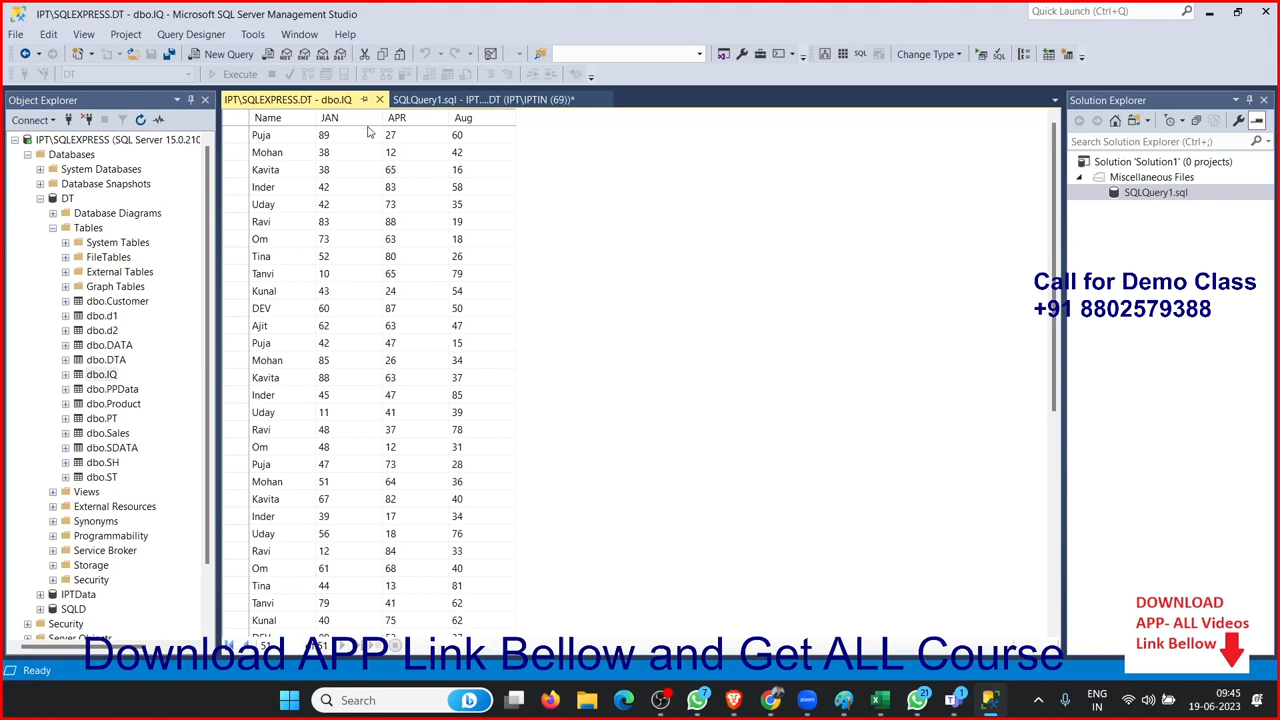 IPT\SQLEXPRESS.DT - dbo.IQ - Microsoft SQL Server Management Studio
Quick Launch (Ctrl+Q)
File Edit View Project Query Designer Tools Window Help
New Query
Change Type
DT
Execute
Object Explorer
IPT\SQLEXPRESS.DT - dbo.IQ
SQLQuery1.sql - IPT....DT (IPT\IPTIN (69))*
Solution Explorer
Connect
Search Solution Explorer (Ctrl+;)
IPT\SQLEXPRESS (SQL Server 15.0.210
Databases
System Databases
Database Snapshots
DT
Database Diagrams
Tables
System Tables
FileTables
External Tables
Graph Tables
dbo.Customer
dbo.d1
dbo.d2
dbo.DATA
dbo.DTA
dbo.IQ
dbo.PPData
dbo.Product
dbo.PT
dbo.Sales
dbo.SDATA
dbo.SH
dbo.ST
Views
External Resources
Synonyms
Programmability
Service Broker
Storage
Security
IPTData
SQLD
Security
Server Objects
Name JAN APR Aug
Puja 89 27 60
Mohan 38 12 42
Kavita 38 65 16
Inder 42 83 58
Uday 42 73 35
Ravi 83 88 19
Om 73 63 18
Tina 52 80 26
Tanvi 10 65 79
Kunal 43 24 54
DEV 60 87 50
Ajit 62 63 47
Puja 42 47 15
Mohan 85 26 34
Kavita 88 63 37
Inder 45 47 85
Uday 11 41 39
Ravi 48 37 78
Om 48 12 31
Puja 47 73 28
Mohan 51 64 36
Kavita 67 82 40
Inder 39 17 34
Uday 56 18 76
Ravi 12 84 33
Om 61 68 40
Tina 44 13 81
Tanvi 79 41 62
Kunal 40 75 62
51 of 51
Solution 'Solution1' (0 projects)
Miscellaneous Files
SQLQuery1.sql
Call for Demo Class
+91 8802579388
DOWNLOAD
APP- ALL Videos
Link Bellow
Download APP Link Bellow and Get ALL Course
Ready
Search
7
21
1
ENG
IN
09:45
19-06-2023